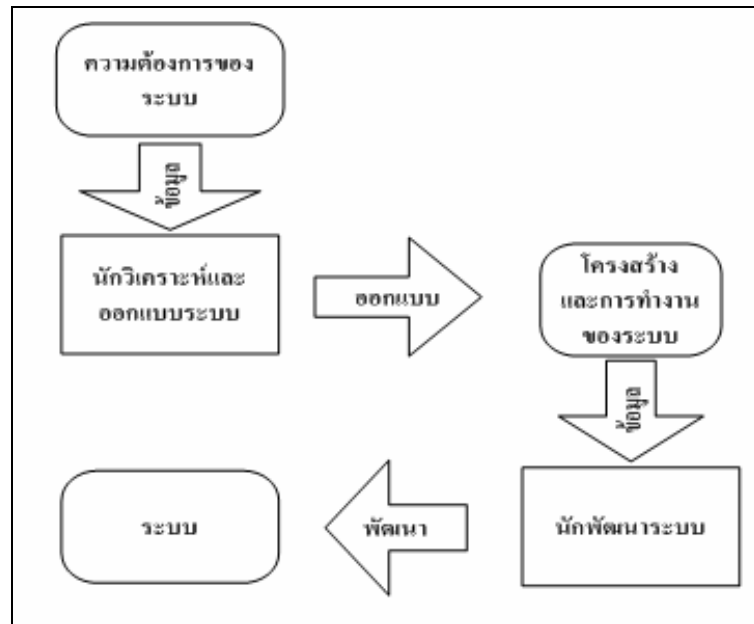 ความต้องการของ
ระบบ
ข้อมูล
นักวิเคราะห์และ
ออกแบบระบบ
ออกแบบ
โครงสร้าง
และการทำงาน
ของระบบ
ข้อมูล
นักพัฒนาระบบ
พัฒนา
ระบบ